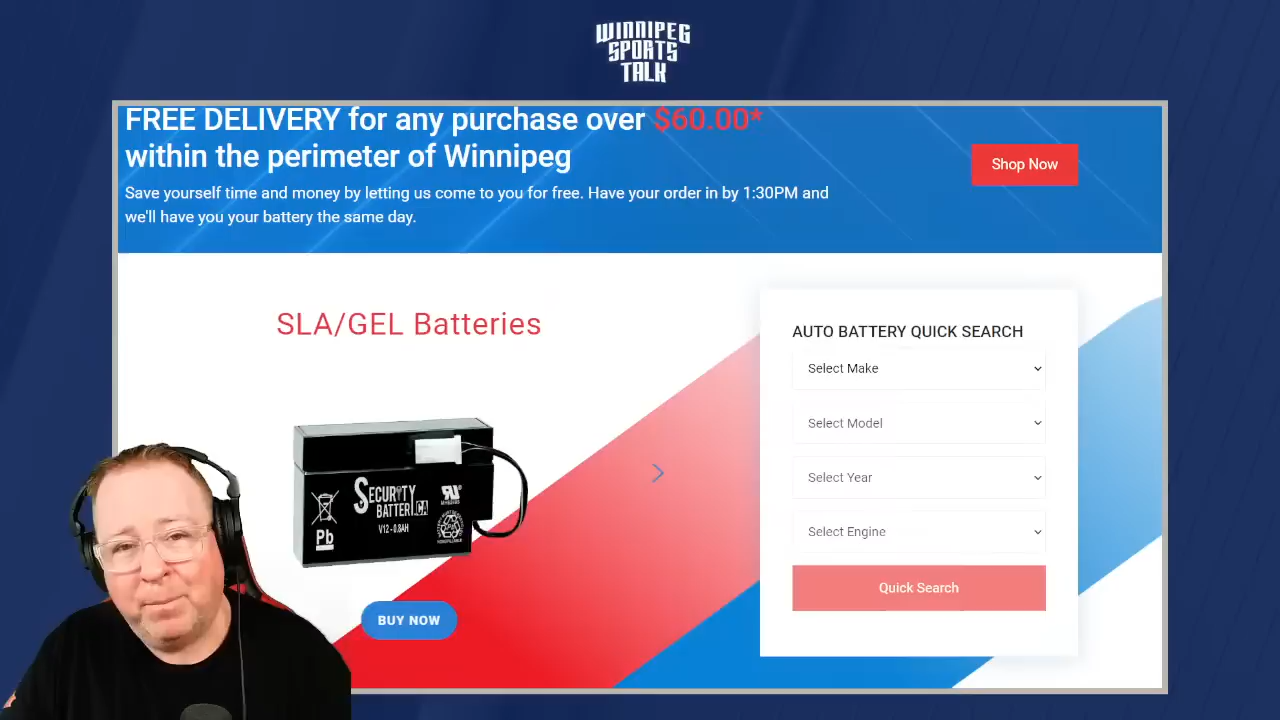 WINNIPEG
SPORTS
TALK
FREE DELIVERY for any purchase over $60.00*
within the perimeter of Winnipeg
Save yourself time and money by letting us come to you for free. Have your order in by 1:30PM and
we'll have you your battery the same day.
Shop Now
SLA/GEL Batteries
SECURITY
BATTERY.CA
V12 - 0.8AH
Pb
BUY NOW
AUTO BATTERY QUICK SEARCH
Select Make
Select Model
Select Year
Select Engine
Quick Search